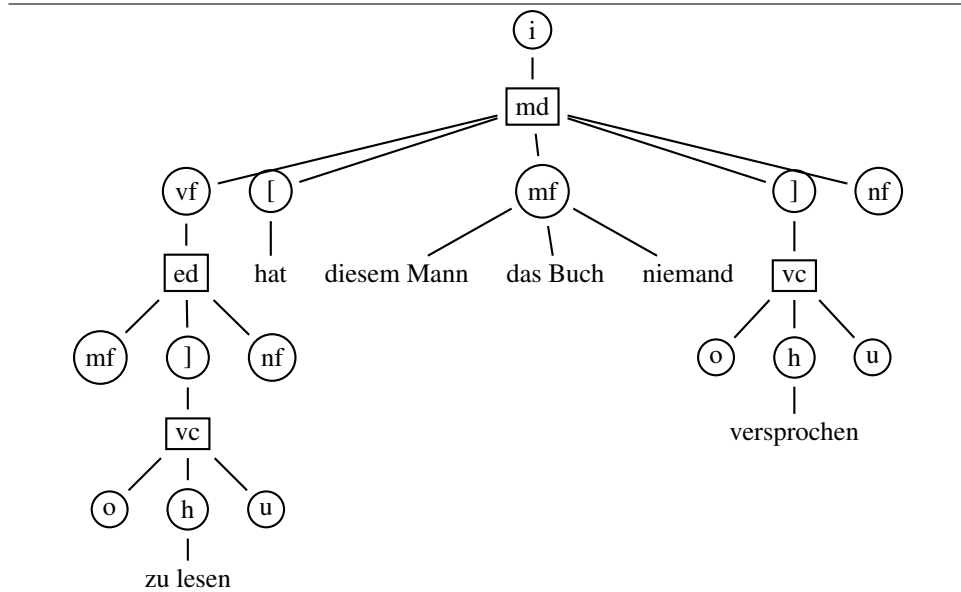 i
md
vf [ mf ] nf
ed hat diesem Mann das Buch niemand vc
mf ] nf o h u
vc versprochen
o h u
zu lesen